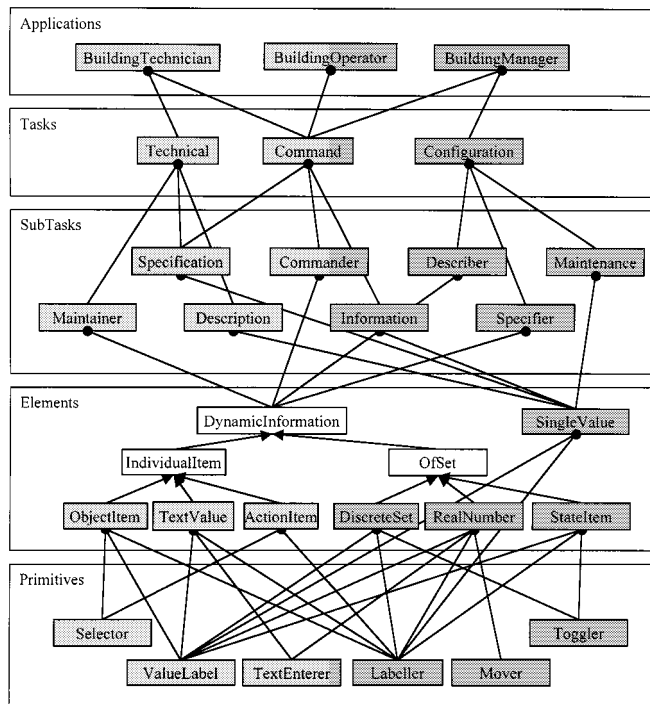 Applications
BuildingTechnician BuildingOperator BuildingManager
Tasks
Technical Command Configuration
SubTasks
Specification Commander Describer Maintenance
Maintainer Description Information Specifier
Elements
DynamicInformation SingleValue
IndividualItem OfSet
ObjectItem TextValue ActionItem DiscreteSet RealNumber StateItem
Primitives
Selector Toggler
ValueLabel TextEnterer Labeller Mover